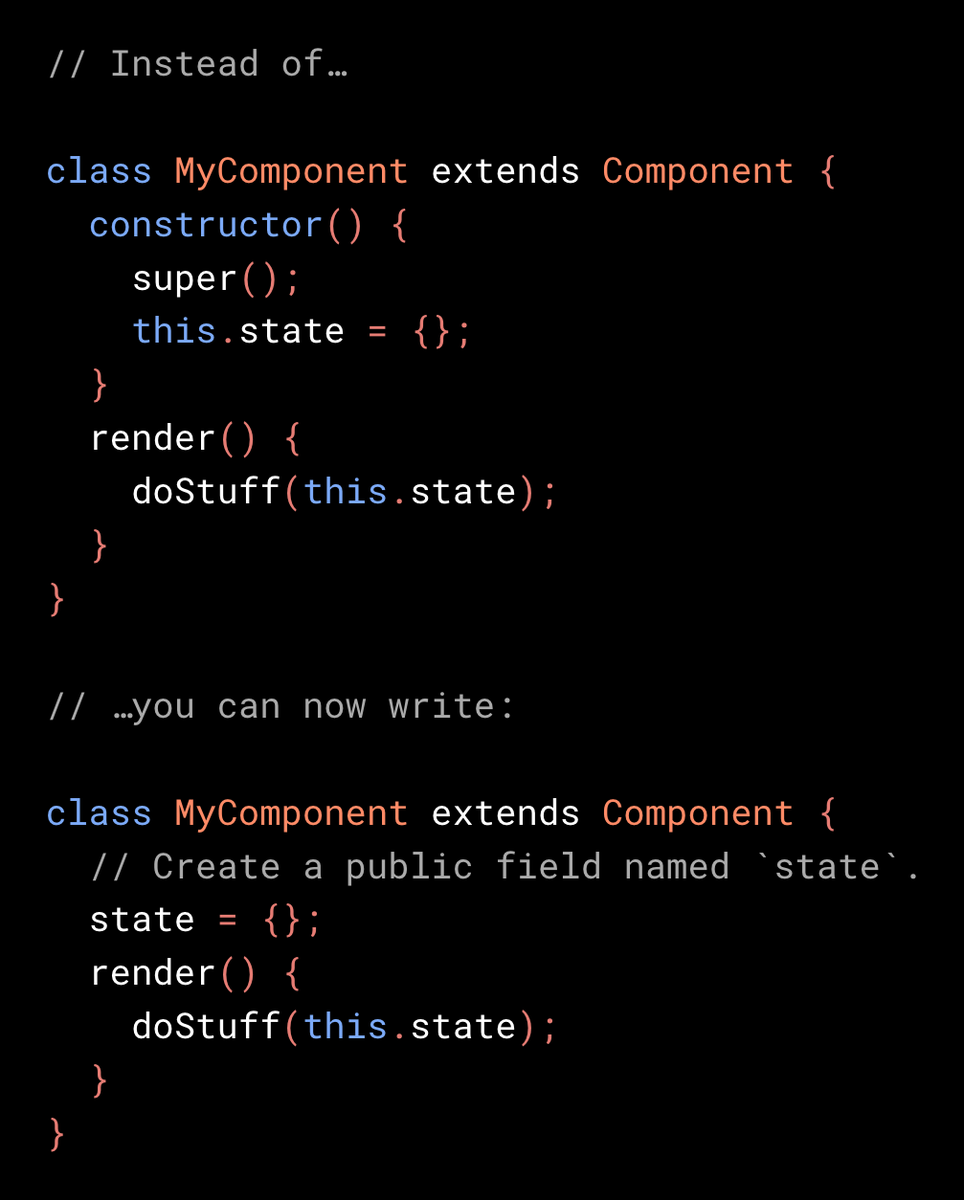 // Instead of…
class MyComponent extends Component {
  constructor() {
    super();
    this.state = {};
  }
  render() {
    doStuff(this.state);
  }
}
// …you can now write:
class MyComponent extends Component {
  // Create a public field named `state`.
  state = {};
  render() {
    doStuff(this.state);
  }
}